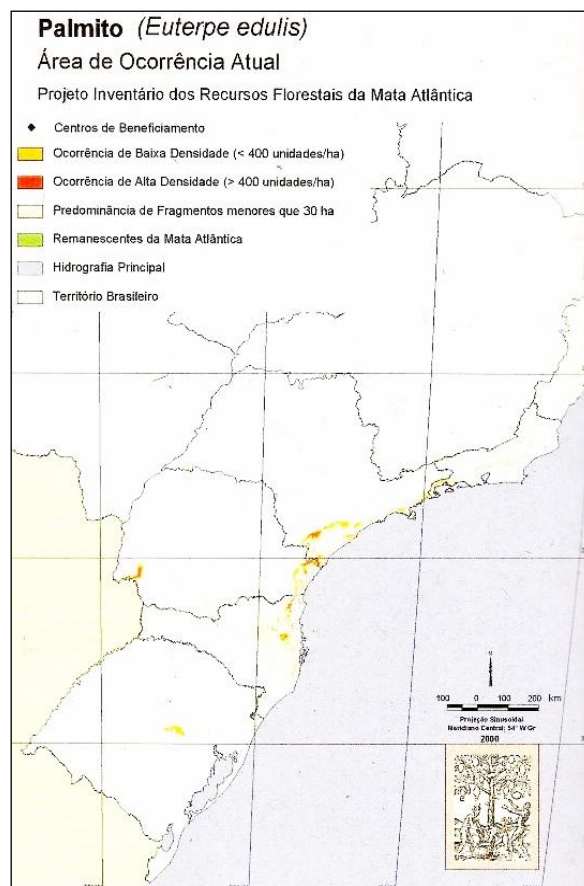 Palmito (Euterpe edulis)
Área de Ocorrência Atual
Projeto Inventário dos Recursos Florestais da Mata Atlântica
Centros de Beneficiamento
Ocorrência de Baixa Densidade (< 400 unidades/ha)
Ocorrência de Alta Densidade (> 400 unidades/ha)
Predominância de Fragmentos menores que 30 ha
Remanescentes da Mata Atlântica
Hidrografia Principal
Território Brasileiro
100 0 100 200 km
Projeção Sinusoidal
Meridiano Central: 54° W Gr
2000